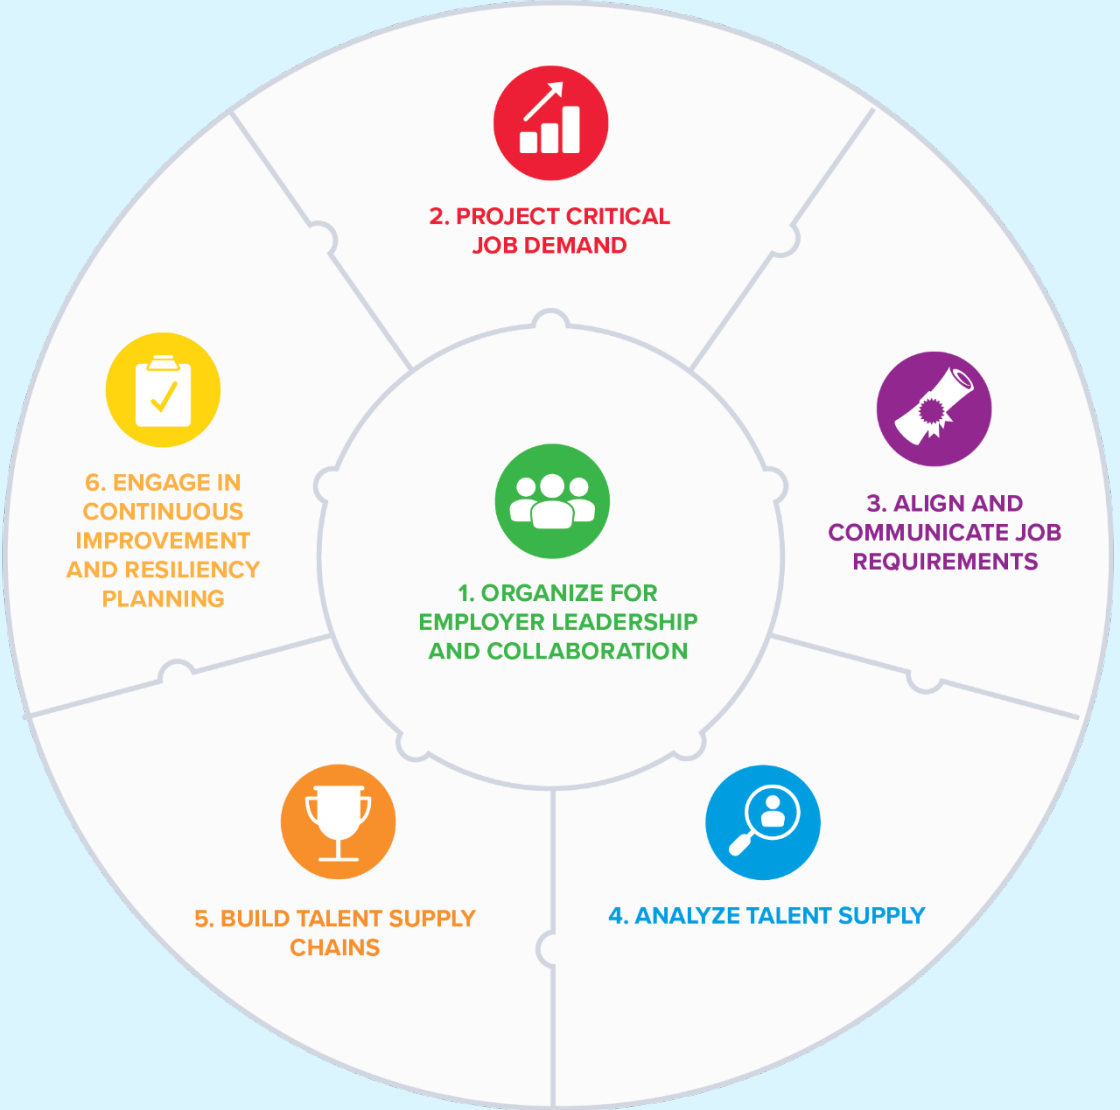 2. PROJECT CRITICAL
JOB DEMAND
6. ENGAGE IN
CONTINUOUS
IMPROVEMENT
AND RESILIENCY
PLANNING
1. ORGANIZE FOR
EMPLOYER LEADERSHIP
AND COLLABORATION
3. ALIGN AND
COMMUNICATE JOB
REQUIREMENTS
5. BUILD TALENT SUPPLY
CHAINS
4. ANALYZE TALENT SUPPLY